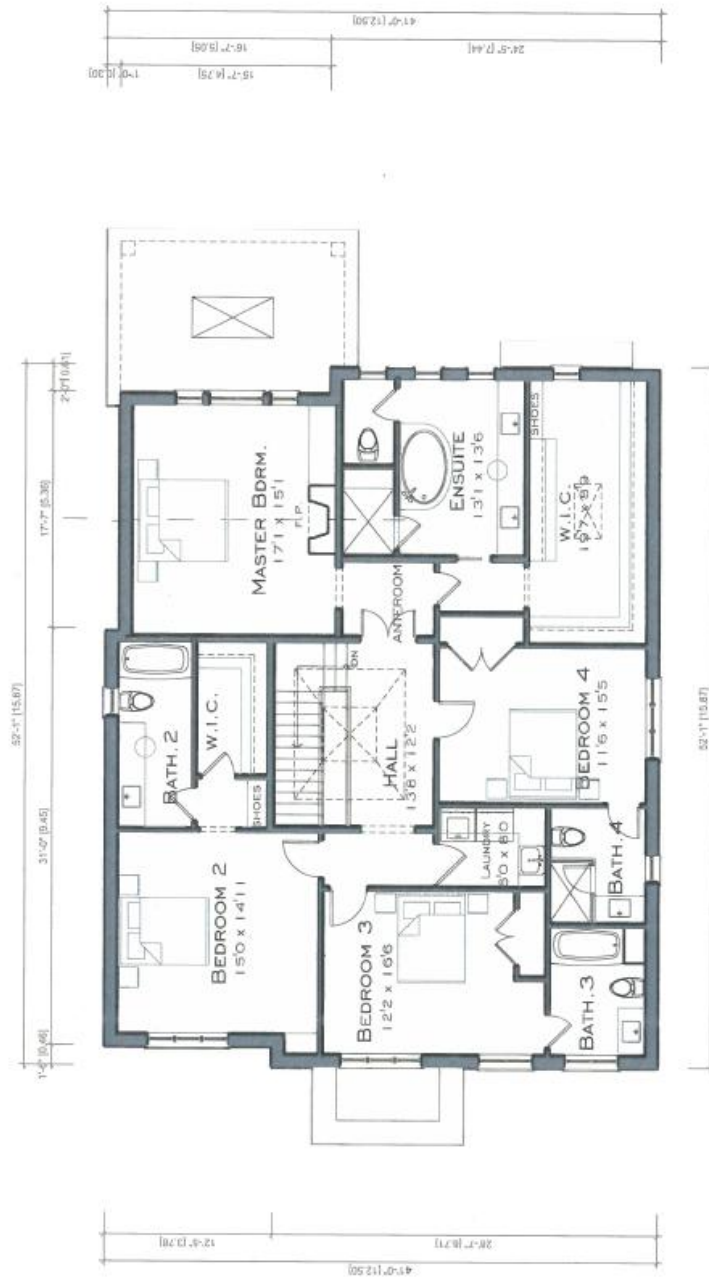 41'-0" [12.50]
16'-7" [5.05]
24'-5" [7.44]
1'-0" [0.30]
15'-7" [4.75]
52'-1" [15.87]
2'-0" [0.61]
17'-7" [5.36]
31'-0" [9.45]
MASTER BDRM.
17'1 x 15'1
F.P.
ENSUITE
13'1 x 13'6
SHOES
W.I.C.
ANTEROOM
BATH. 2
W.I.C.
SHOES
DN
HALL
13'8 x 12'2
BEDROOM 4
11'6 x 15'5
BEDROOM 2
15'0 x 14'11
LAUNDRY
8'0 x 8'0
BATH. 4
BEDROOM 3
12'2 x 16'6
BATH. 3
52'-1" [15.87]
12'-5" [3.78]
28'-7" [8.71]
41'-0" [12.50]